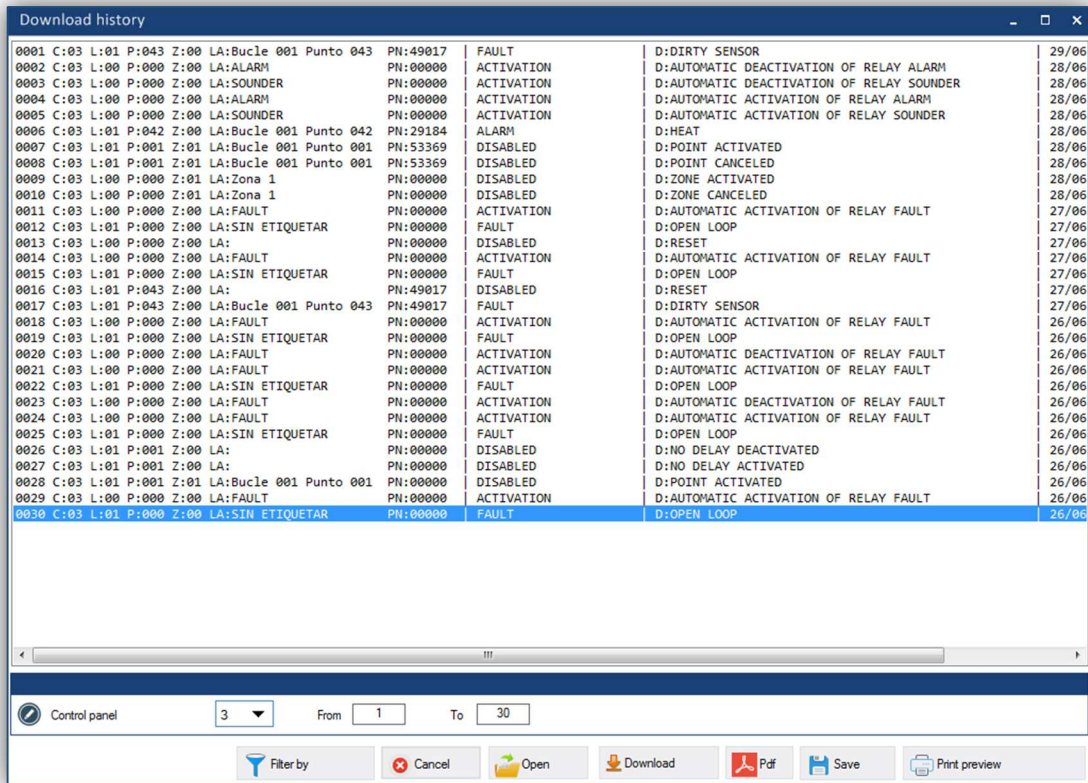 Download history
0001 C:03 L:01 P:043 Z:00 LA:Bucle 001 Punto 043 PN:49017 | FAULT | D:DIRTY SENSOR | 29/06
0002 C:03 L:00 P:000 Z:00 LA:ALARM PN:00000 | ACTIVATION | D:AUTOMATIC DEACTIVATION OF RELAY ALARM | 28/06
0003 C:03 L:00 P:000 Z:00 LA:SOUNDER PN:00000 | ACTIVATION | D:AUTOMATIC DEACTIVATION OF RELAY SOUNDER | 28/06
0004 C:03 L:00 P:000 Z:00 LA:ALARM PN:00000 | ACTIVATION | D:AUTOMATIC ACTIVATION OF RELAY ALARM | 28/06
0005 C:03 L:00 P:000 Z:00 LA:SOUNDER PN:00000 | ACTIVATION | D:AUTOMATIC ACTIVATION OF RELAY SOUNDER | 28/06
0006 C:03 L:01 P:042 Z:00 LA:Bucle 001 Punto 042 PN:29184 | ALARM | D:HEAT | 28/06
0007 C:03 L:01 P:001 Z:01 LA:Bucle 001 Punto 001 PN:53369 | DISABLED | D:POINT ACTIVATED | 28/06
0008 C:03 L:01 P:001 Z:01 LA:Bucle 001 Punto 001 PN:53369 | DISABLED | D:POINT CANCELED | 28/06
0009 C:03 L:00 P:000 Z:01 LA:Zona 1 PN:00000 | DISABLED | D:ZONE ACTIVATED | 28/06
0010 C:03 L:00 P:000 Z:01 LA:Zona 1 PN:00000 | DISABLED | D:ZONE CANCELED | 28/06
0011 C:03 L:00 P:000 Z:00 LA:FAULT PN:00000 | ACTIVATION | D:AUTOMATIC ACTIVATION OF RELAY FAULT | 27/06
0012 C:03 L:01 P:000 Z:00 LA:SIN ETIQUETAR PN:00000 | FAULT | D:OPEN LOOP | 27/06
0013 C:03 L:00 P:000 Z:00 LA: PN:00000 | DISABLED | D:RESET | 27/06
0014 C:03 L:00 P:000 Z:00 LA:FAULT PN:00000 | ACTIVATION | D:AUTOMATIC ACTIVATION OF RELAY FAULT | 27/06
0015 C:03 L:01 P:000 Z:00 LA:SIN ETIQUETAR PN:00000 | FAULT | D:OPEN LOOP | 27/06
0016 C:03 L:01 P:043 Z:00 LA: PN:49017 | DISABLED | D:RESET | 27/06
0017 C:03 L:01 P:043 Z:00 LA:Bucle 001 Punto 043 PN:49017 | FAULT | D:DIRTY SENSOR | 27/06
0018 C:03 L:00 P:000 Z:00 LA:FAULT PN:00000 | ACTIVATION | D:AUTOMATIC ACTIVATION OF RELAY FAULT | 26/06
0019 C:03 L:01 P:000 Z:00 LA:SIN ETIQUETAR PN:00000 | FAULT | D:OPEN LOOP | 26/06
0020 C:03 L:00 P:000 Z:00 LA:FAULT PN:00000 | ACTIVATION | D:AUTOMATIC DEACTIVATION OF RELAY FAULT | 26/06
0021 C:03 L:00 P:000 Z:00 LA:FAULT PN:00000 | ACTIVATION | D:AUTOMATIC ACTIVATION OF RELAY FAULT | 26/06
0022 C:03 L:01 P:000 Z:00 LA:SIN ETIQUETAR PN:00000 | FAULT | D:OPEN LOOP | 26/06
0023 C:03 L:00 P:000 Z:00 LA:FAULT PN:00000 | ACTIVATION | D:AUTOMATIC DEACTIVATION OF RELAY FAULT | 26/06
0024 C:03 L:00 P:000 Z:00 LA:FAULT PN:00000 | ACTIVATION | D:AUTOMATIC ACTIVATION OF RELAY FAULT | 26/06
0025 C:03 L:01 P:000 Z:00 LA:SIN ETIQUETAR PN:00000 | FAULT | D:OPEN LOOP | 26/06
0026 C:03 L:01 P:001 Z:00 LA: PN:00000 | DISABLED | D:NO DELAY DEACTIVATED | 26/06
0027 C:03 L:01 P:001 Z:00 LA: PN:00000 | DISABLED | D:NO DELAY ACTIVATED | 26/06
0028 C:03 L:01 P:001 Z:01 LA:Bucle 001 Punto 001 PN:00000 | DISABLED | D:POINT ACTIVATED | 26/06
0029 C:03 L:00 P:000 Z:00 LA:FAULT PN:00000 | ACTIVATION | D:AUTOMATIC ACTIVATION OF RELAY FAULT | 26/06
0030 C:03 L:01 P:000 Z:00 LA:SIN ETIQUETAR PN:00000 | FAULT | D:OPEN LOOP | 26/06
Control panel 3 From 1 To 30
Filter by Cancel Open Download Pdf Save Print preview